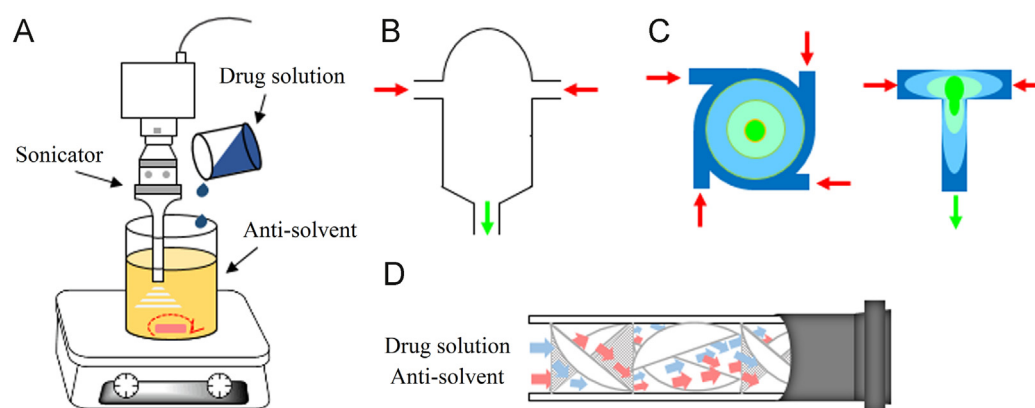 A
Drug solution
Sonicator
Anti-solvent
B
C
D
Drug solution
Anti-solvent